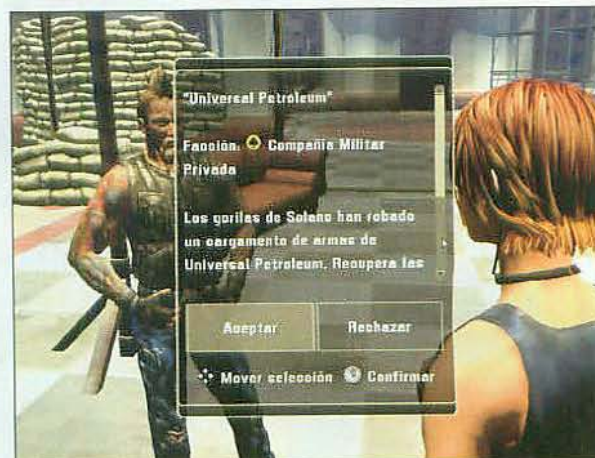 "Universal Petroleum"
Facción: Compañía Militar
Privada
Los gorilas de Solano han robado
un cargamento de armas de
Universal Petroleum. Recupera las
Aceptar Rechazar
Mover selección Confirmar